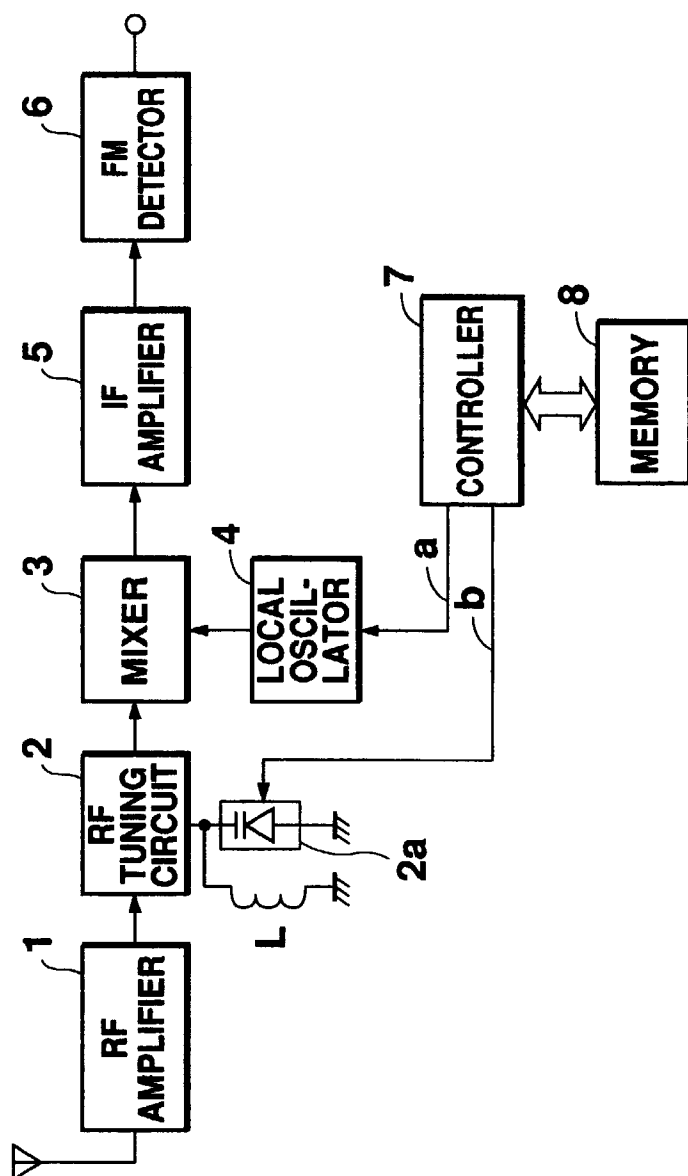 1
RF
AMPLIFIER
2
RF
TUNING
CIRCUIT
3
MIXER
5
IF
AMPLIFIER
6
FM
DETECTOR
L
2a
4
LOCAL
OSCIL-
LATOR
a
b
7
CONTROLLER
8
MEMORY